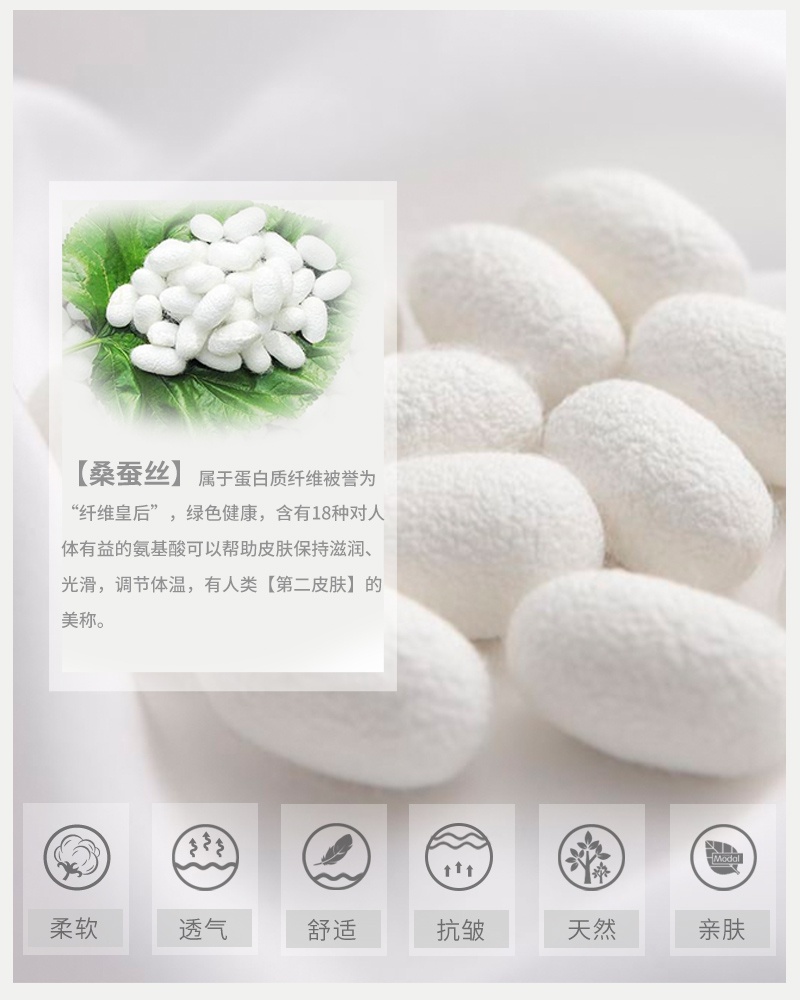 【桑蚕丝】属于蛋白质纤维被誉为
“纤维皇后”，绿色健康，含有18种对人
体有益的氨基酸可以帮助皮肤保持滋润、
光滑，调节体温，有人类【第二皮肤】的
美称。
Modal
柔软
透气
舒适
抗皱
天然
亲肤